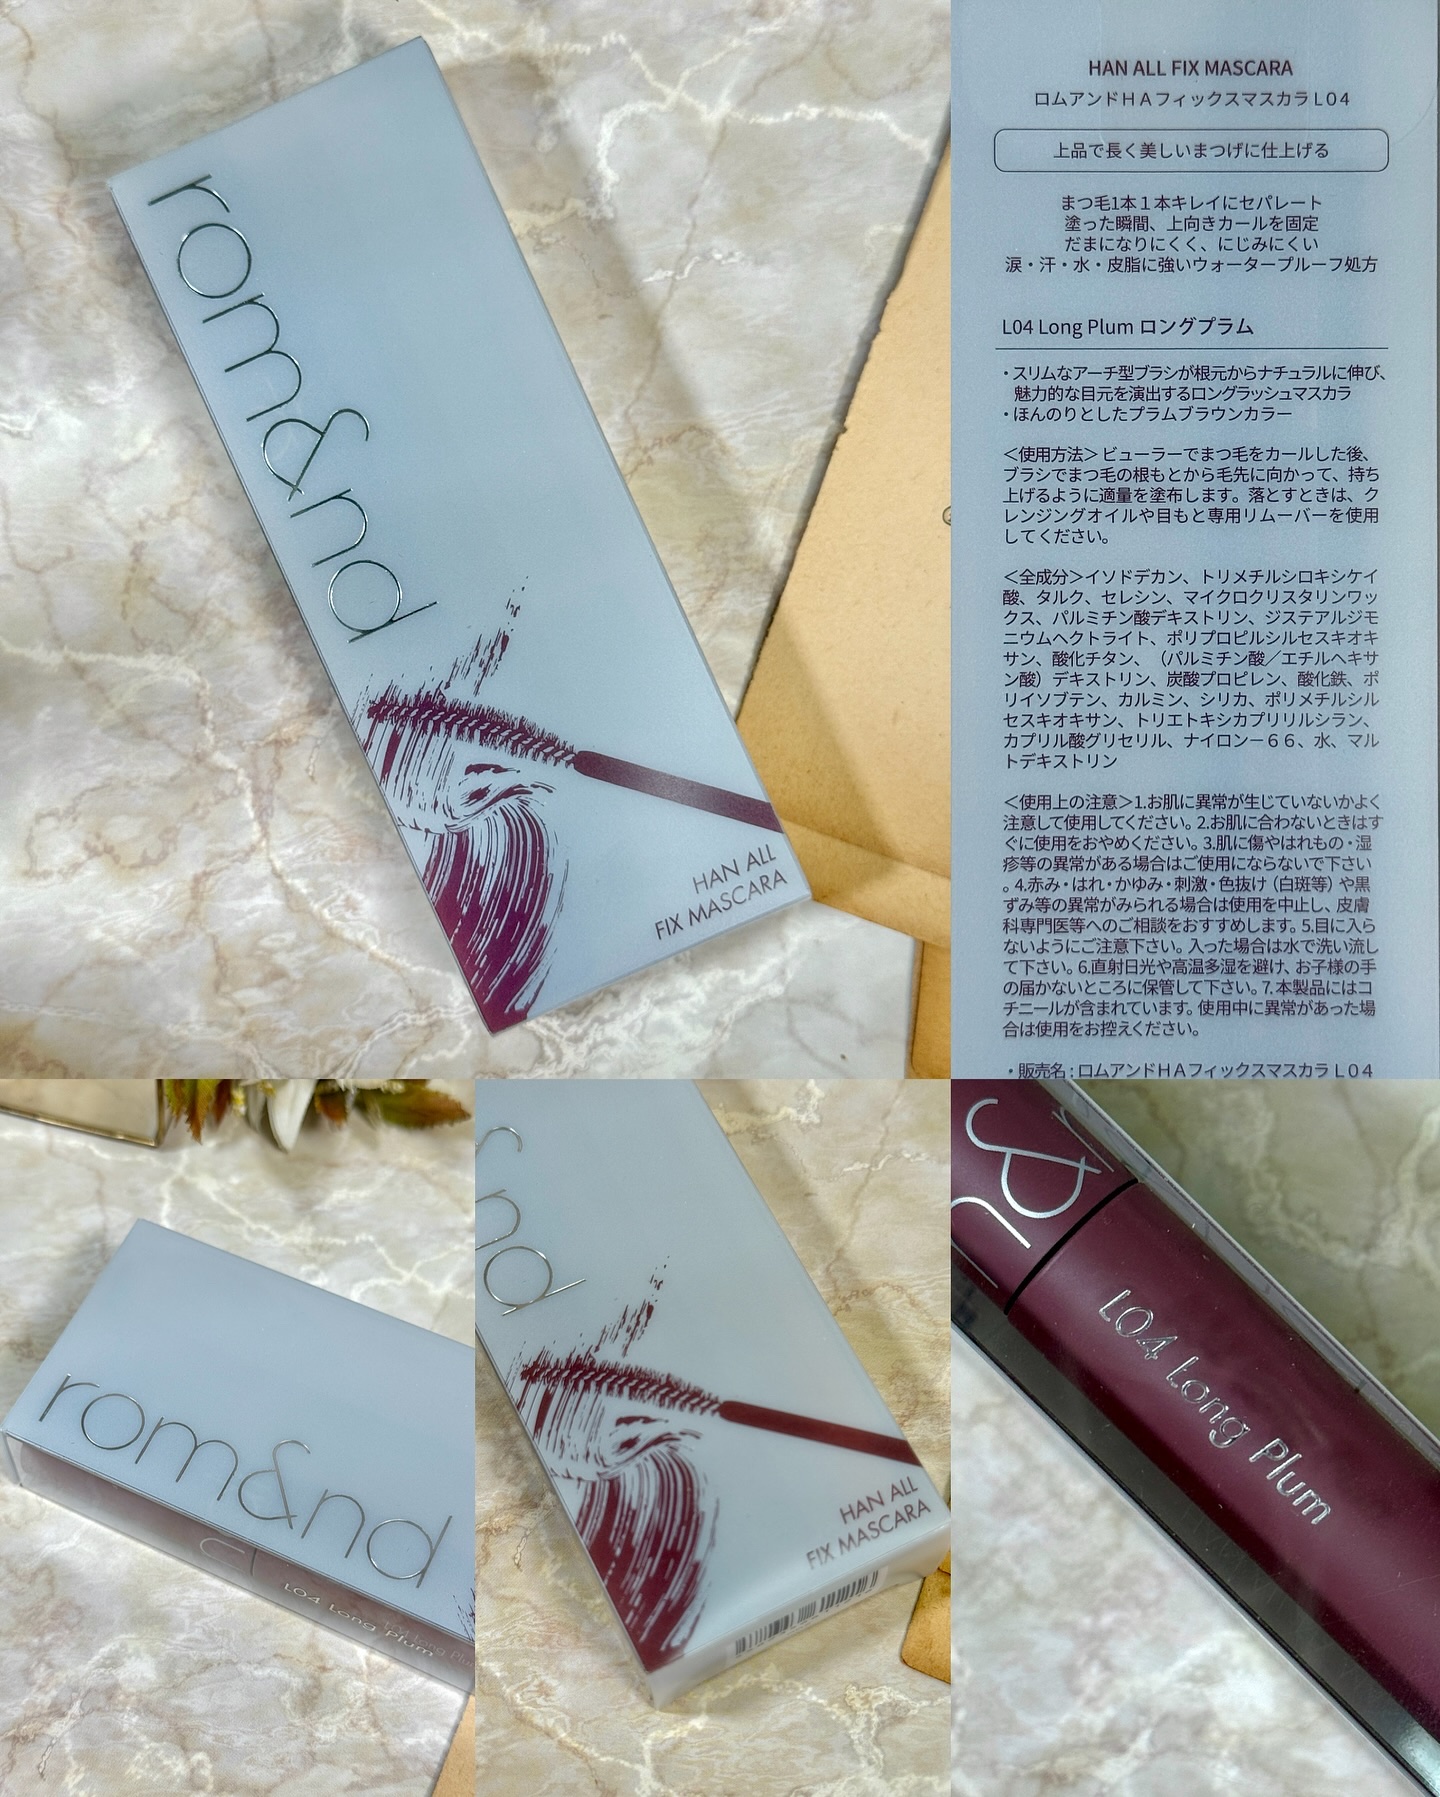 rom&nd
HAN ALL
FIX MASCARA
HAN ALL FIX MASCARA
ロムアンドＨＡフィックスマスカラ L０４
上品で長く美しいまつげに仕上げる
まつ毛1本１本キレイにセパレート
塗った瞬間、上向きカールを固定
だまになりにくく、にじみにくい
涙・汗・水・皮脂に強いウォータープルーフ処方
L04 Long Plum ロングプラム
・スリムなアーチ型ブラシが根元からナチュラルに伸び、
魅力的な目元を演出するロングラッシュマスカラ
・ほんのりとしたプラムブラウンカラー
＜使用方法＞ビューラーでまつ毛をカールした後、
ブラシでまつ毛の根もとから毛先に向かって、持ち
上げるように適量を塗布します。落とすときは、ク
レンジングオイルや目もと専用リムーバーを使用
してください。
＜全成分＞イソドデカン、トリメチルシロキシケイ
酸、タルク、セレシン、マイクロクリスタリンワッ
クス、パルミチン酸デキストリン、ジステアルジモ
ニウムヘクトライト、ポリプロピルシルセスキオキ
サン、酸化チタン、（パルミチン酸／エチルヘキサ
ン酸）デキストリン、炭酸プロピレン、酸化鉄、ポ
リイソブテン、カルミン、シリカ、ポリメチルシル
セスキオキサン、トリエトキシカプリリルシラン、
カプリル酸グリセリル、ナイロンー６６、水、マル
トデキストリン
＜使用上の注意＞1.お肌に異常が生じていないかよく
注意して使用してください。2.お肌に合わないときはす
ぐに使用をおやめください。3.肌に傷やはれもの・湿
疹等の異常がある場合はご使用にならないで下さい
。4.赤み・はれ・かゆみ・刺激・色抜け（白斑等）や黒
ずみ等の異常がみられる場合は使用を中止し、皮膚
科専門医等へのご相談をおすすめします。5.目に入ら
ないようにご注意下さい。入った場合は水で洗い流し
て下さい。6.直射日光や高温多湿を避け、お子様の手
の届かないところに保管して下さい。7.本製品にはコ
チニールが含まれています。使用中に異常があった場
合は使用をお控えください。
・販売名：ロムアンドＨＡフィックスマスカラ L０４
rom&nd
L04 Long Plum
nd
HAN ALL
FIX MASCARA
L04 Long Plum